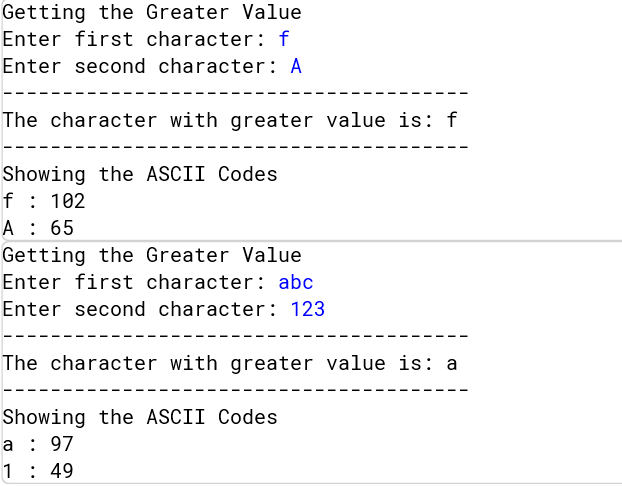 Getting the Greater Value
Enter first character: f
Enter second character: A
---------------------------------------
The character with greater value is: f
---------------------------------------
Showing the ASCII Codes
f : 102
A : 65
Getting the Greater Value
Enter first character: abc
Enter second character: 123
---------------------------------------
The character with greater value is: a
---------------------------------------
Showing the ASCII Codes
a : 97
1 : 49